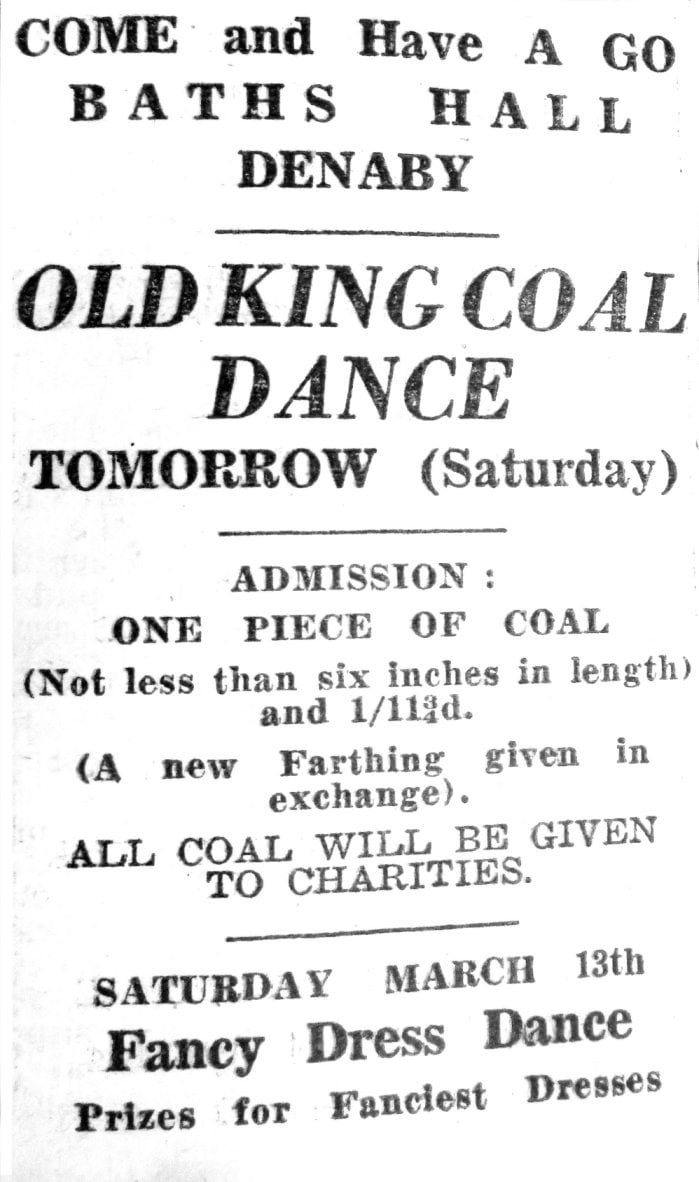 COME and Have A GO
BATHS HALL
DENABY
OLD KING COAL
DANCE
TOMORROW (Saturday)
ADMISSION :
ONE PIECE OF COAL
(Not less than six inches in length)
and 1/11¾d.
(A new Farthing given in
exchange).
ALL COAL WILL BE GIVEN
TO CHARITIES.
SATURDAY MARCH 13th
Fancy Dress Dance
Prizes for Fanciest Dresses